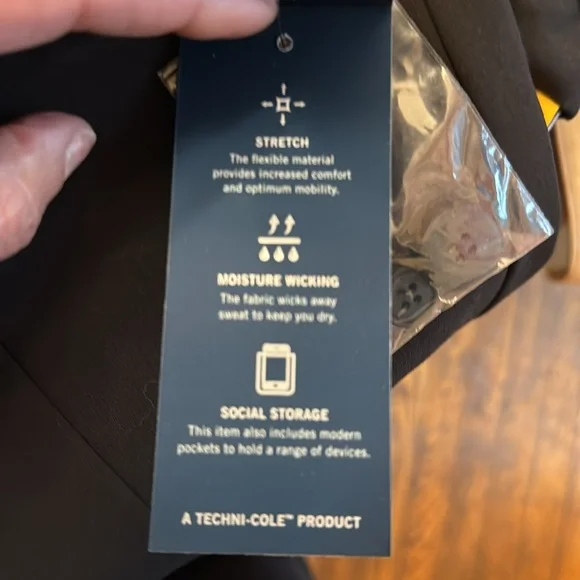 STRETCH
The flexible material
provides increased comfort
and optimum mobility.
MOISTURE WICKING
The fabric wicks away
sweat to keep you dry.
SOCIAL STORAGE
This item also includes modern
pockets to hold a range of devices.
A TECHNI-COLE™ PRODUCT